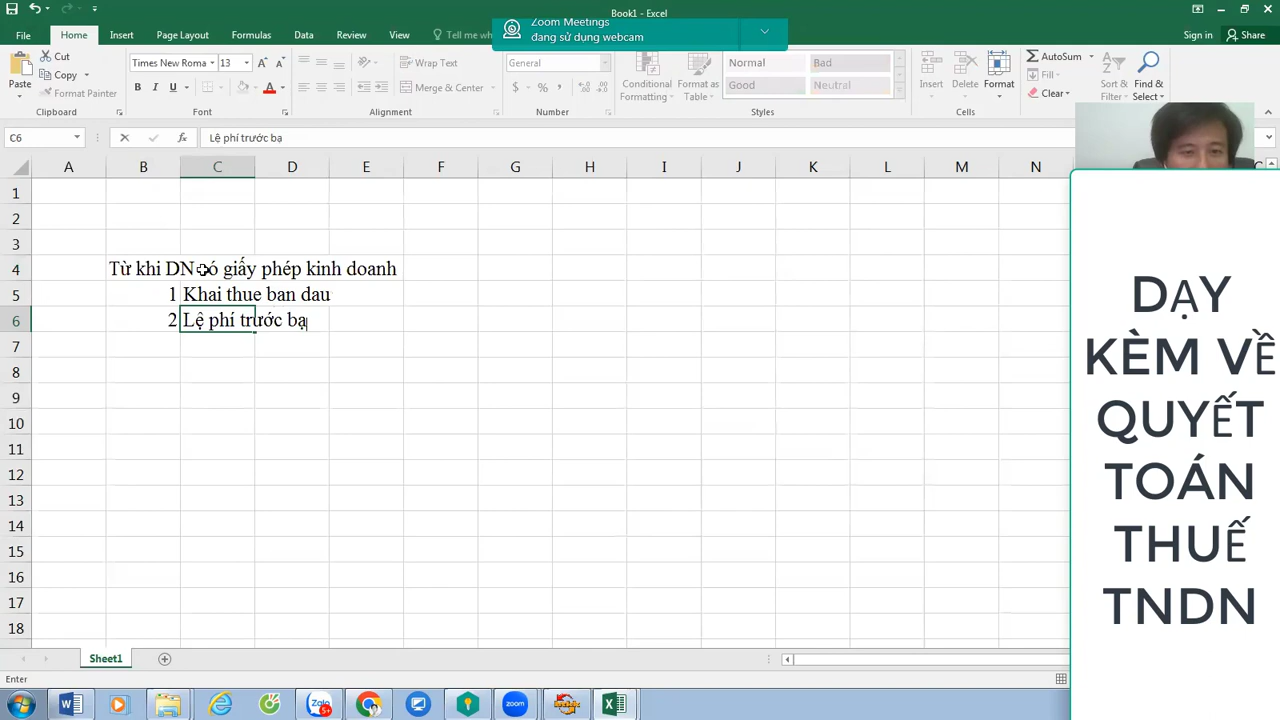 Book1 - Excel
Zoom Meetings
đang sử dụng webcam
File Home Insert Page Layout Formulas Data Review View Tell me Sign in Share
Paste Cut Copy Format Painter Clipboard
Times New Roma 13 Font
Wrap Text Merge & Center Alignment
General Number
Conditional Formatting Format as Table Normal Bad Good Neutral Styles
Insert Delete Format Cells
AutoSum Fill Clear Sort & Filter Find & Select
C6 Lệ phí trước bạ
A B C D E F G H I J K L M N
1
2
3
4 Từ khi DN có giấy phép kinh doanh
5 1 Khai thue ban dau
6 2 Lệ phí trước bạ
7
8
9
10
11
12
13
14
15
16
17
18
DẠY
KÈM VỀ
QUYẾT
TOÁN
THUẾ
TNDN
Sheet1
Enter
Zalo 5+ zoom